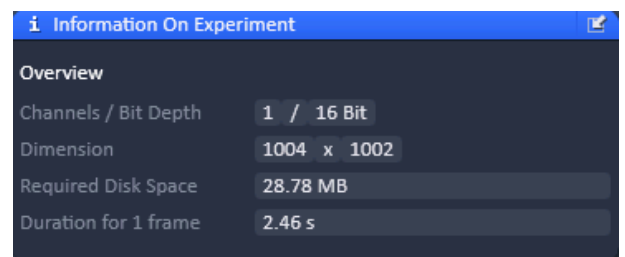 i Information On Experiment
Overview
Channels / Bit Depth 1 / 16 Bit
Dimension 1004 x 1002
Required Disk Space 28.78 MB
Duration for 1 frame 2.46 s